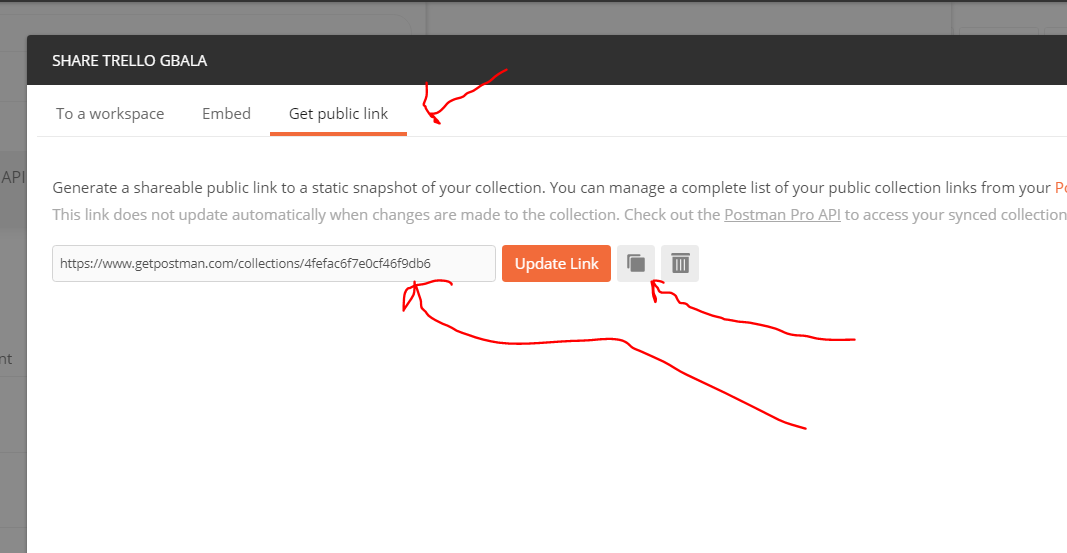 SHARE TRELLO GBALA
To a workspace Embed Get public link
API
Generate a shareable public link to a static snapshot of your collection. You can manage a complete list of your public collection links from your
This link does not update automatically when changes are made to the collection. Check out the Postman Pro API to access your synced collection
https://www.getpostman.com/collections/4fefac6f7e0cf46f9db6 Update Link